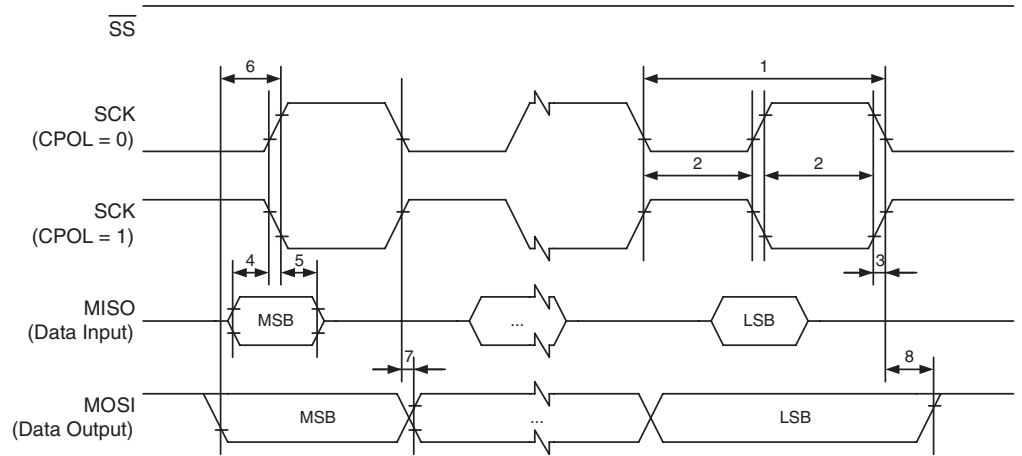 SS
6
1
SCK
(CPOL = 0)
2
2
SCK
(CPOL = 1)
4
5
3
MISO
(Data Input)
MSB
...
LSB
7
8
MOSI
(Data Output)
MSB
...
LSB